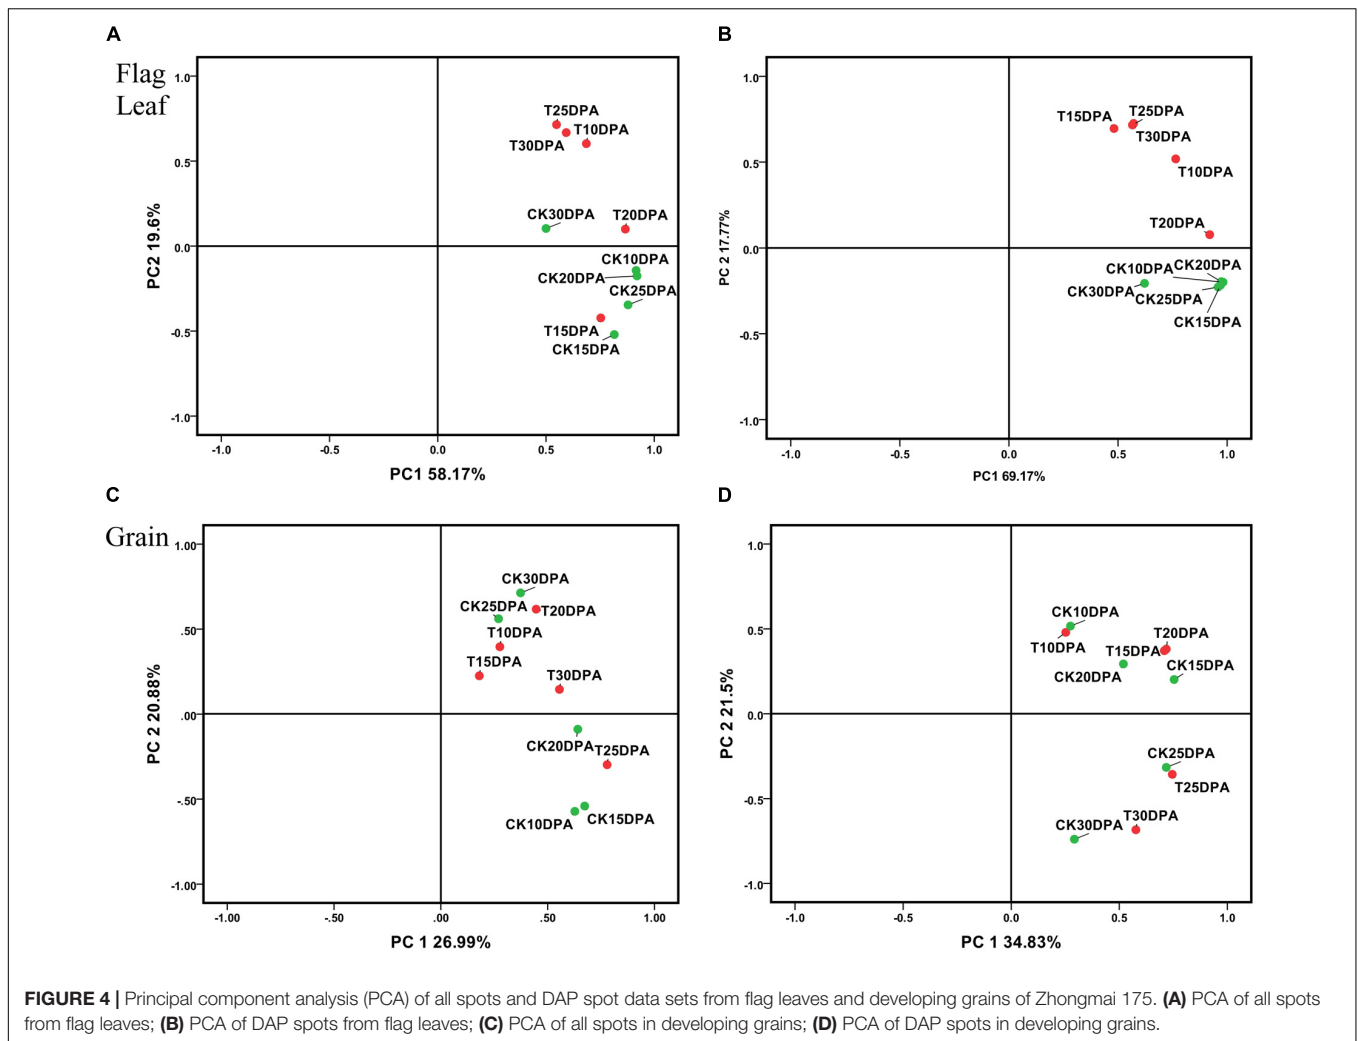 A
Flag
Leaf
1.0
0.5
0.0
-0.5
-1.0
PC2 19.6%
T25DPA
T10DPA
T30DPA
CK30DPA
T20DPA
CK10DPA
CK20DPA
CK25DPA
T15DPA
CK15DPA
-1.0 -0.5 0.0 0.5 1.0
PC1 58.17%
B
1.0
0.5
0.0
-0.5
-1.0
PC 2 17.77%
T15DPA
T25DPA
T30DPA
T10DPA
T20DPA
CK10DPA
CK20DPA
CK30DPA
CK25DPA
CK15DPA
-1.0 -0.5 0.0 0.5 1.0
PC1 69.17%
C
Grain
1.00
.50
.00
-.50
-1.00
PC 2 20.88%
CK30DPA
CK25DPA
T20DPA
T10DPA
T15DPA
T30DPA
CK20DPA
T25DPA
CK10DPA
CK15DPA
-1.00 -.50 .00 .50 1.00
PC 1 26.99%
D
1.0
0.5
0.0
-0.5
-1.0
PC 2 21.5%
CK10DPA
T10DPA
T20DPA
T15DPA
CK20DPA
CK15DPA
CK25DPA
T25DPA
T30DPA
CK30DPA
-1.0 -0.5 0.0 0.5 1.0
PC 1 34.83%
FIGURE 4 | Principal component analysis (PCA) of all spots and DAP spot data sets from flag leaves and developing grains of Zhongmai 175. (A) PCA of all spots
from flag leaves; (B) PCA of DAP spots from flag leaves; (C) PCA of all spots in developing grains; (D) PCA of DAP spots in developing grains.